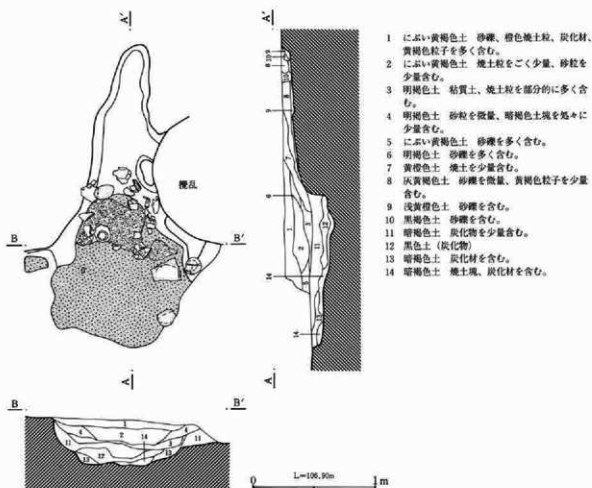 A'
A'
1 にぶい黄褐色土 砂礫、橙色焼土粒、炭化材、
黄褐色粒子を多く含む。
2 にぶい黄褐色土 焼土粒をごく少量、砂粒を
少量含む。
3 明褐色土 粘質土、焼土粒を部分的に多く含
む。
4 明褐色土 砂粒を微量、暗褐色土塊を処々に
少量含む。
5 にぶい黄褐色土 砂礫を多く含む。
6 明褐色土 砂礫を多く含む。
7 黄橙色土 焼土を少量含む。
8 灰黄褐色土 砂礫を微量、黄褐色粒子を少量
含む。
9 浅黄橙色土 砂礫を含む。
10 黒褐色土 砂礫を含む。
11 暗褐色土 炭化物を少量含む。
12 黒色土(炭化物)
13 暗褐色土 炭化材を含む。
14 暗褐色土 焼土塊、炭化材を含む。
攪乱
B
B'
A
A
B
B'
1
4
2
14
4
11
3
11
13
12
13
0
L=106.90m
1m